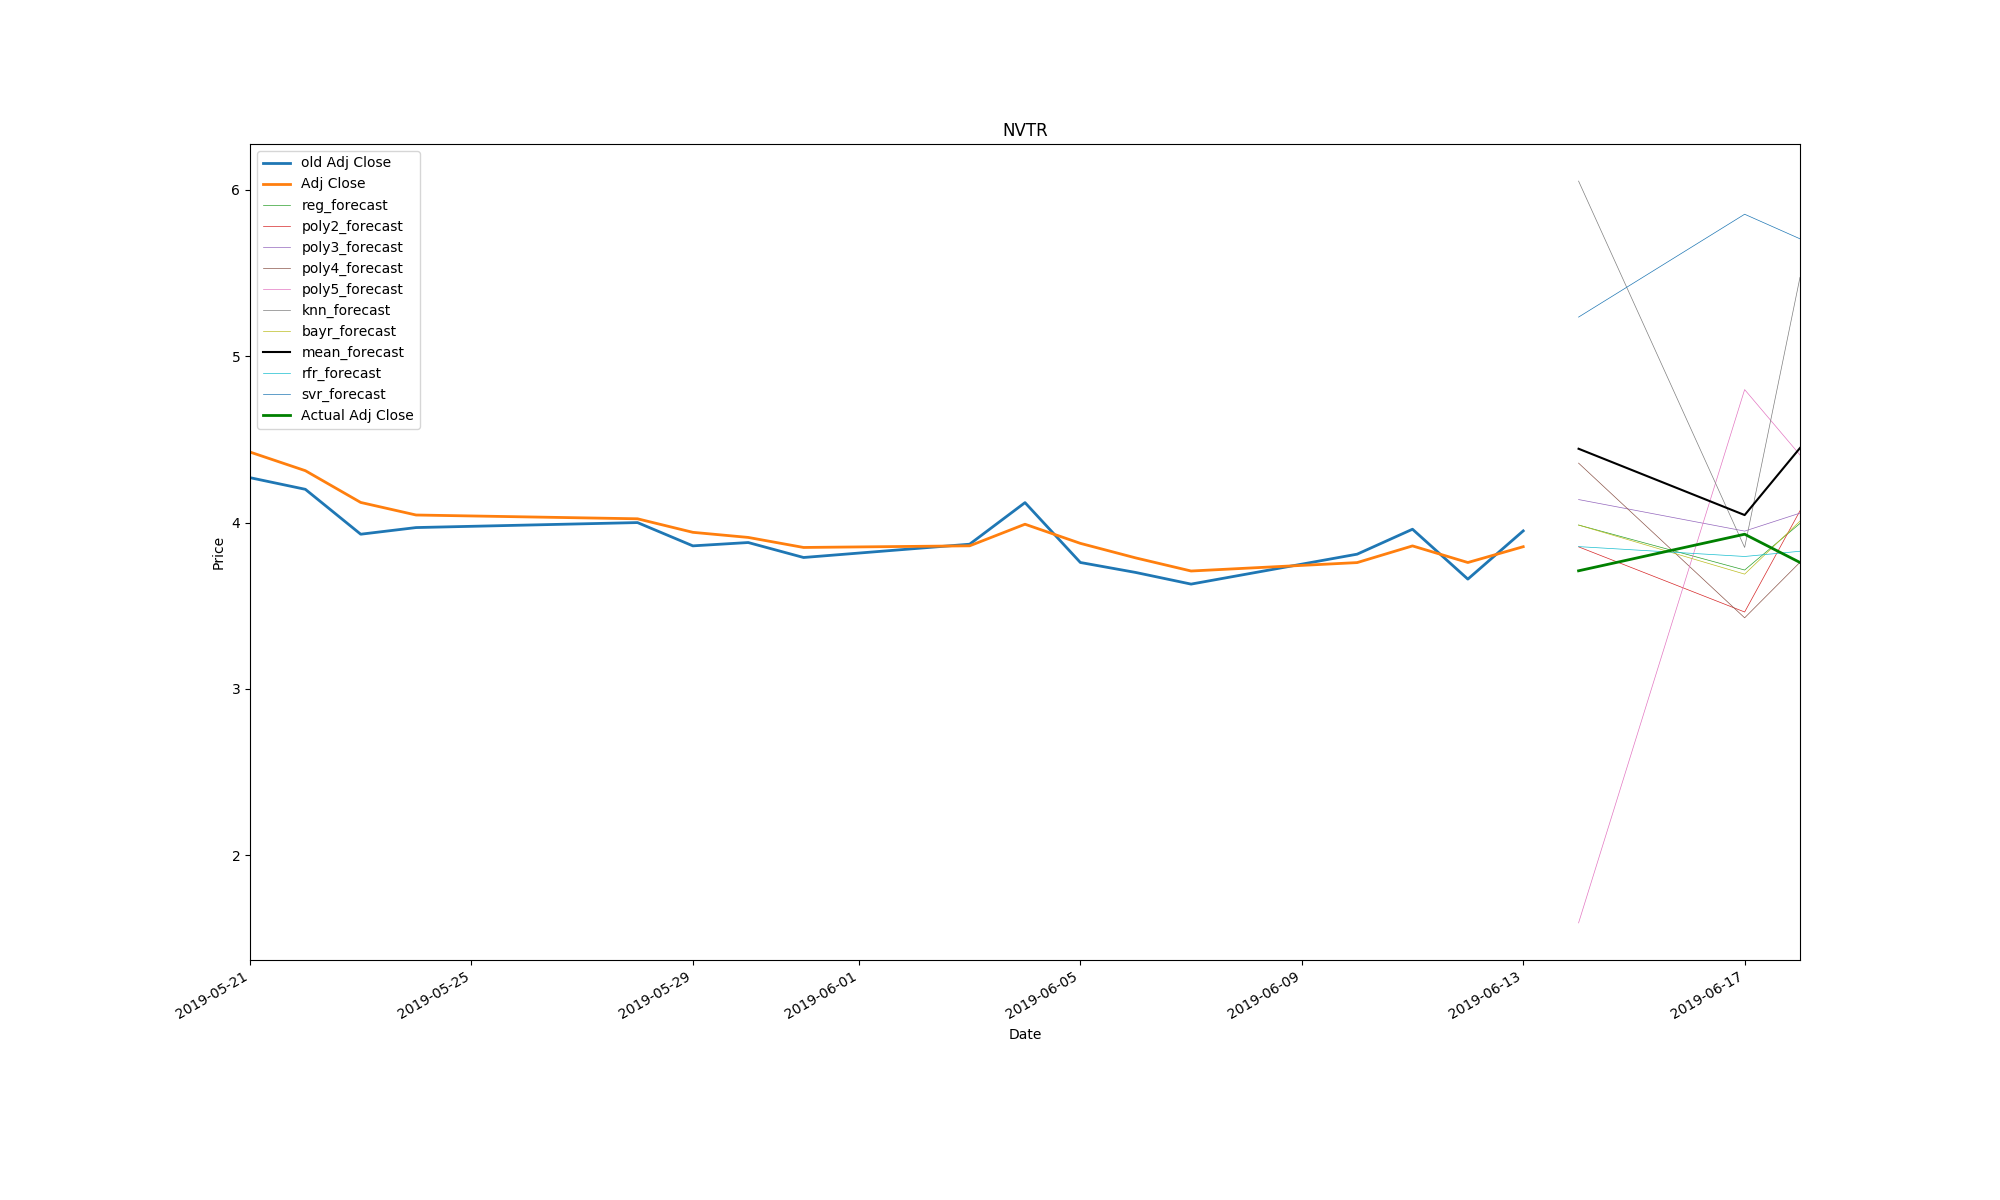 NVTR
old Adj Close
Adj Close
reg_forecast
poly2_forecast
poly3_forecast
poly4_forecast
poly5_forecast
knn_forecast
bayr_forecast
mean_forecast
rfr_forecast
svr_forecast
Actual Adj Close
6
5
4
3
2
Price
2019-05-21
2019-05-25
2019-05-29
2019-06-01
2019-06-05
2019-06-09
2019-06-13
2019-06-17
Date